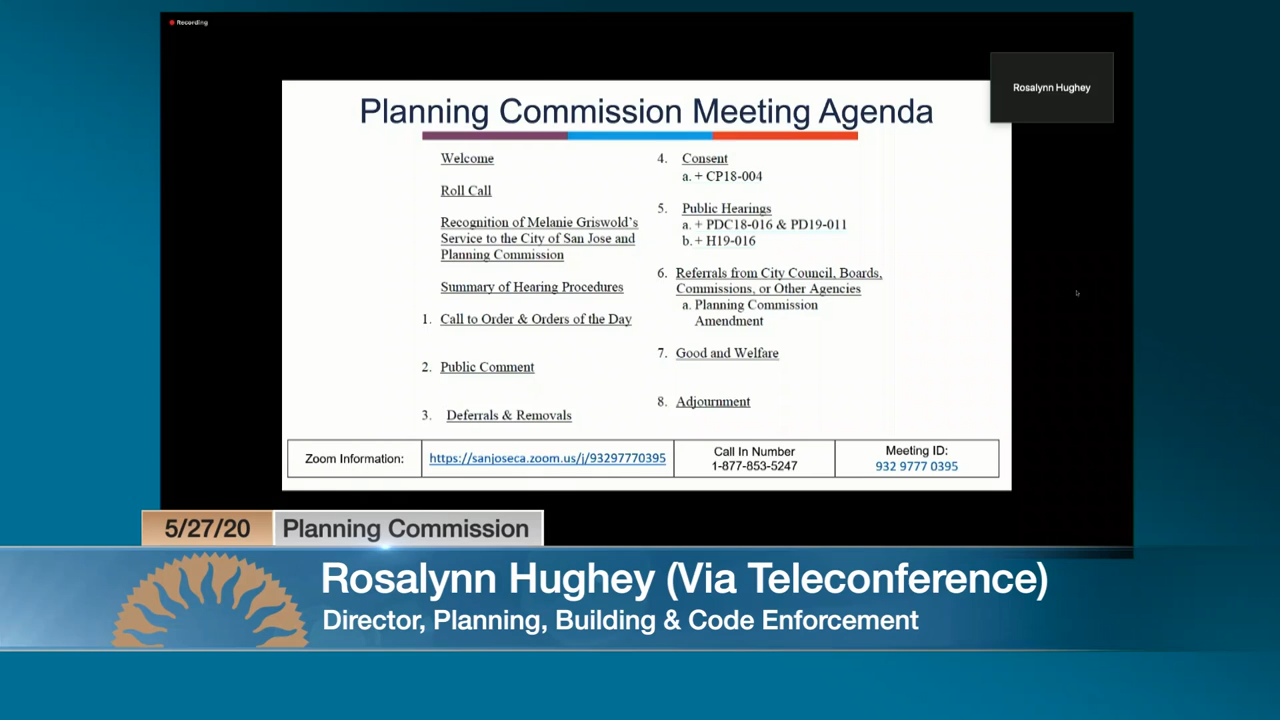 Recording
Rosalynn Hughey
Planning Commission Meeting Agenda
Welcome
Roll Call
Recognition of Melanie Griswold's
Service to the City of San Jose and
Planning Commission
Summary of Hearing Procedures
1. Call to Order & Orders of the Day
2. Public Comment
3. Deferrals & Removals
4. Consent
a. + CP18-004
5. Public Hearings
a. + PDC18-016 & PD19-011
b. + H19-016
6. Referrals from City Council, Boards,
Commissions, or Other Agencies
a. Planning Commission
Amendment
7. Good and Welfare
8. Adjournment
Zoom Information:
https://sanjoseca.zoom.us/j/93297770395
Call In Number
1-877-853-5247
Meeting ID:
932 9777 0395
5/27/20
Planning Commission
Rosalynn Hughey (Via Teleconference)
Director, Planning, Building & Code Enforcement